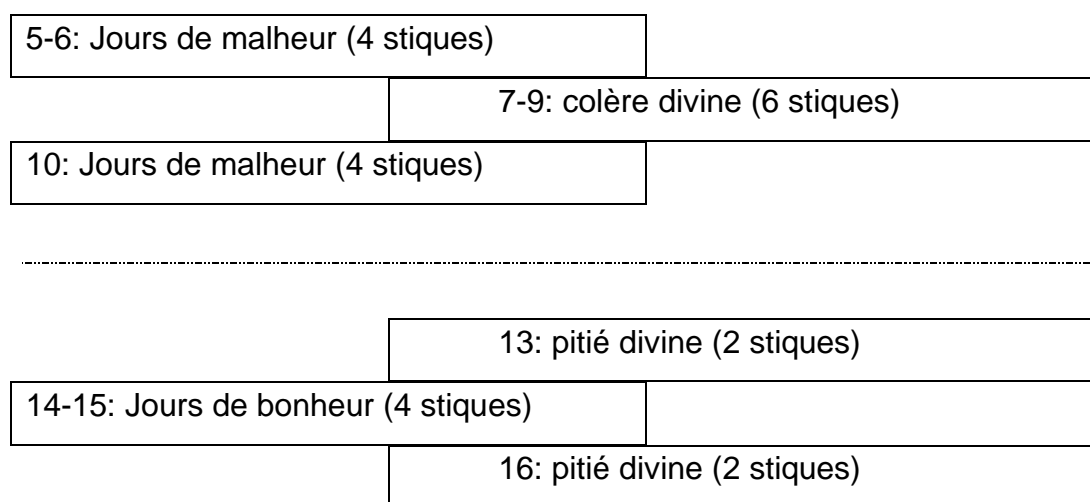 5-6: Jours de malheur (4 stiques)
7-9: colère divine (6 stiques)
10: Jours de malheur (4 stiques)
13: pitié divine (2 stiques)
14-15: Jours de bonheur (4 stiques)
16: pitié divine (2 stiques)